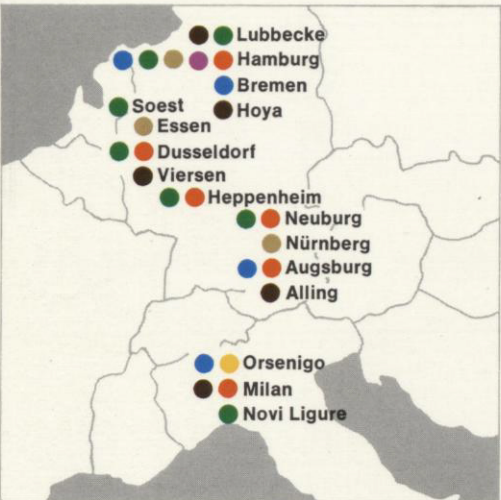 Lubbecke
Hamburg
Bremen
Soest
Hoya
Essen
Dusseldorf
Viersen
Heppenheim
Neuburg
Nürnberg
Augsburg
Alling
Orsenigo
Milan
Novi Ligure